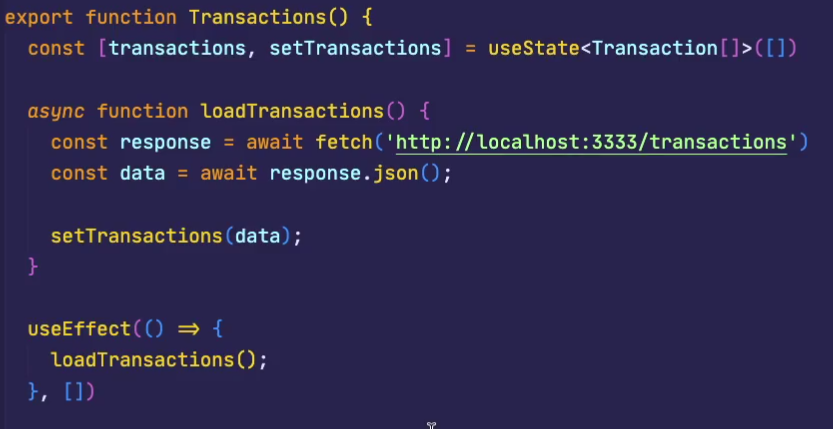 export function Transactions() {
const [transactions, setTransactions] = useState<Transaction[]>([])
async function loadTransactions() {
const response = await fetch('http://localhost:3333/transactions')
const data = await response.json();
setTransactions(data);
}
useEffect(() => {
loadTransactions();
}, [])